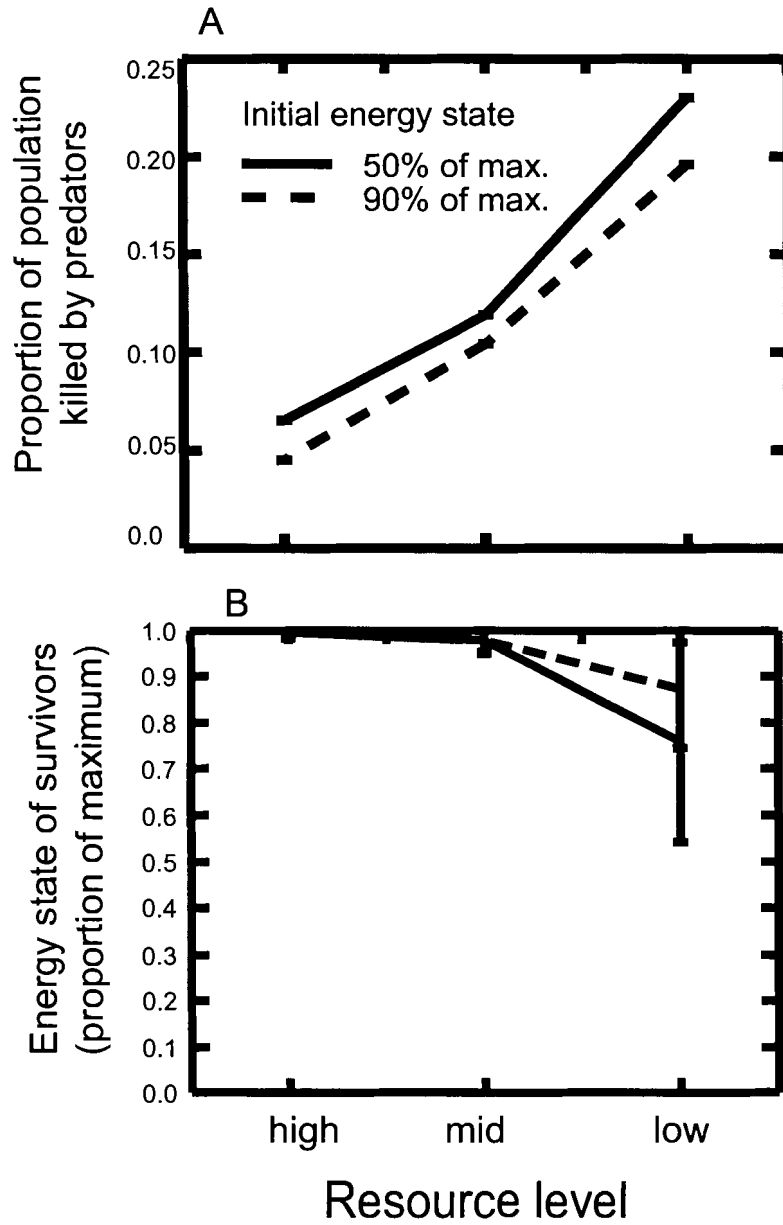 A
Proportion of population
killed by predators
0.25
0.20
0.15
0.10
0.05
0.0
Initial energy state
50% of max.
90% of max.
B
Energy state of survivors
(proportion of maximum)
1.0
0.9
0.8
0.7
0.6
0.5
0.4
0.3
0.2
0.1
0.0
high
mid
low
Resource level